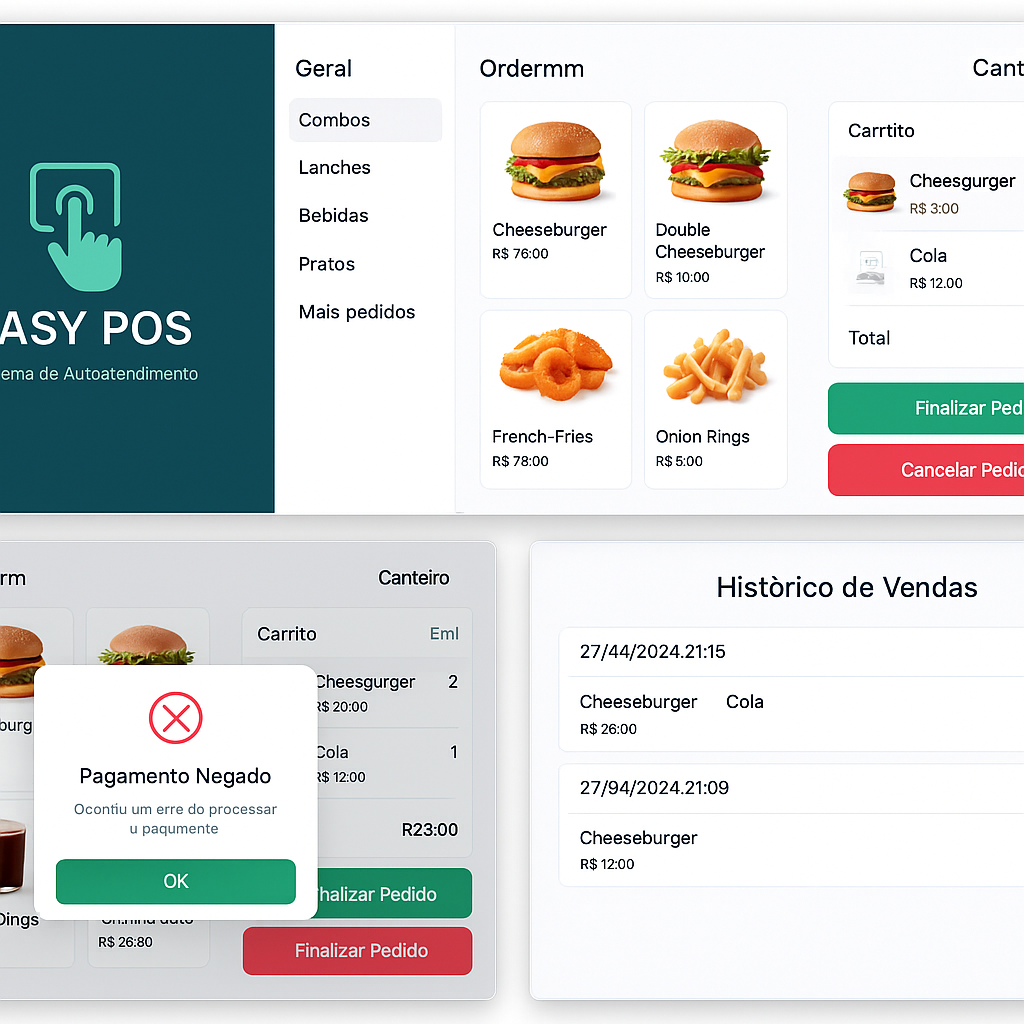 ASY POS
ema de Autoatendimento
Geral
Combos
Lanches
Bebidas
Pratos
Mais pedidos
Ordermm
Cheeseburger
R$ 76:00
Double
Cheeseburger
R$ 10:00
French-Fries
R$ 78:00
Onion Rings
R$ 5:00
Cant
Carrtito
Cheesgurger
R$ 3:00
Cola
R$ 12.00
Total
Finalizar Ped
Cancelar Pedic
rm
Canteiro
burg
Dings
R$ 26:80
Carrito Eml
Cheesgurger 2
R$ 20:00
Cola 1
R$ 12:00
R23:00
halizar Pedido
Finalizar Pedido
Pagamento Negado
Ocontiu um erre do processar
u paqumente
OK
Històrico de Vendas
27/44/2024.21:15
Cheeseburger Cola
R$ 26:00
27/94/2024.21:09
Cheeseburger
R$ 12:00